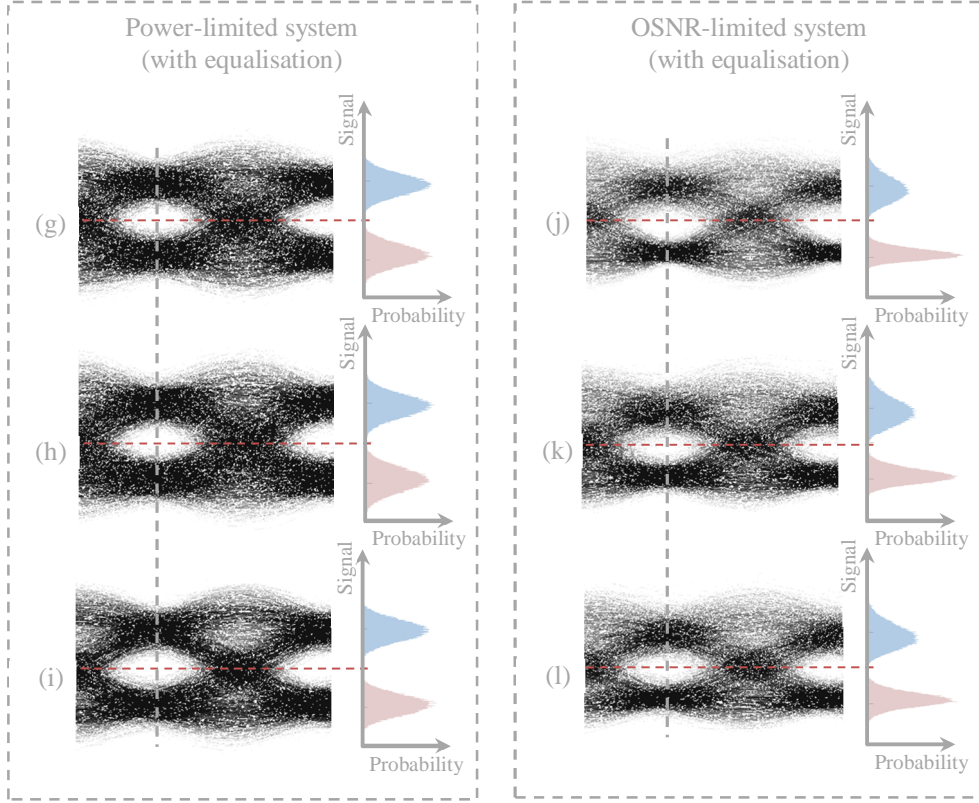 Power-limited system
(with equalisation)
Signal
(g)
Probability
Signal
(h)
Probability
Signal
(i)
Probability
OSNR-limited system
(with equalisation)
Signal
(j)
Probability
Signal
(k)
Probability
Signal
(l)
Probability